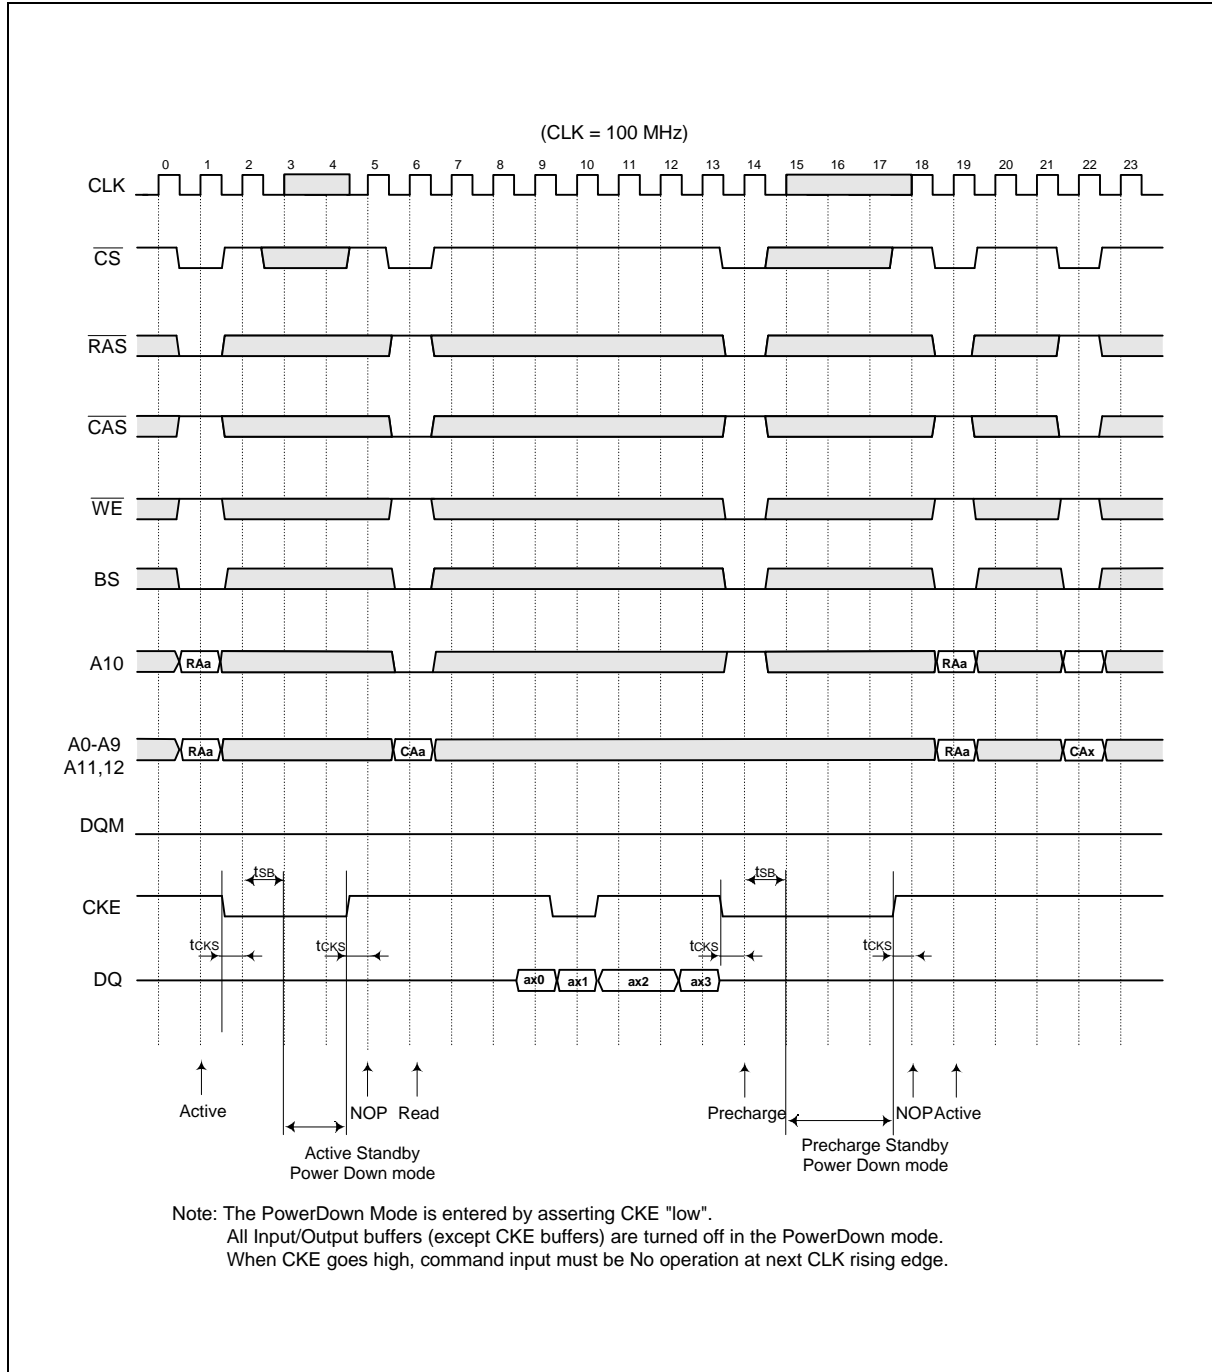 (CLK = 100 MHz)
0 1 2 3 4 5 6 7 8 9 10 11 12 13 14 15 16 17 18 19 20 21 22 23
CLK
CS
RAS
CAS
WE
BS
A10 RAa RAa
A0-A9 RAa CAa RAa CAx
A11,12
DQM
tSB tSB
CKE
tCKS tCKS tCKS tCKS
DQ ax0 ax1 ax2 ax3
Active NOP Read Precharge NOP Active
Active Standby
Power Down mode
Precharge Standby
Power Down mode
Note: The PowerDown Mode is entered by asserting CKE "low".
All Input/Output buffers (except CKE buffers) are turned off in the PowerDown mode.
When CKE goes high, command input must be No operation at next CLK rising edge.